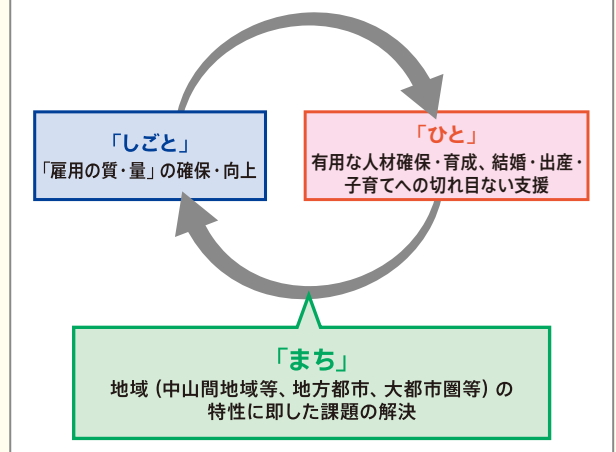 「しごと」
「雇用の質・量」の確保・向上
「ひと」
有用な人材確保・育成、結婚・出産・
子育てへの切れ目ない支援
「まち」
地域（中山間地域等、地方都市、大都市圏等）の
特性に即した課題の解決